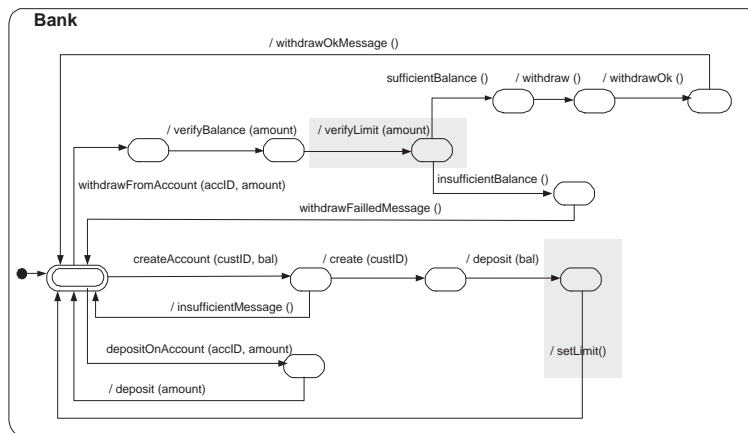 Bank
/ withdrawOkMessage ()
sufficientBalance ()
/ withdraw ()
/ withdrawOk ()
/ verifyBalance (amount)
/ verifyLimit (amount)
insufficientBalance ()
withdrawFromAccount (accID, amount)
withdrawFailledMessage ()
createAccount (custID, bal)
/ create (custID)
/ deposit (bal)
/ insufficientMessage ()
depositOnAccount (accID, amount)
/ setLimit()
/ deposit (amount)